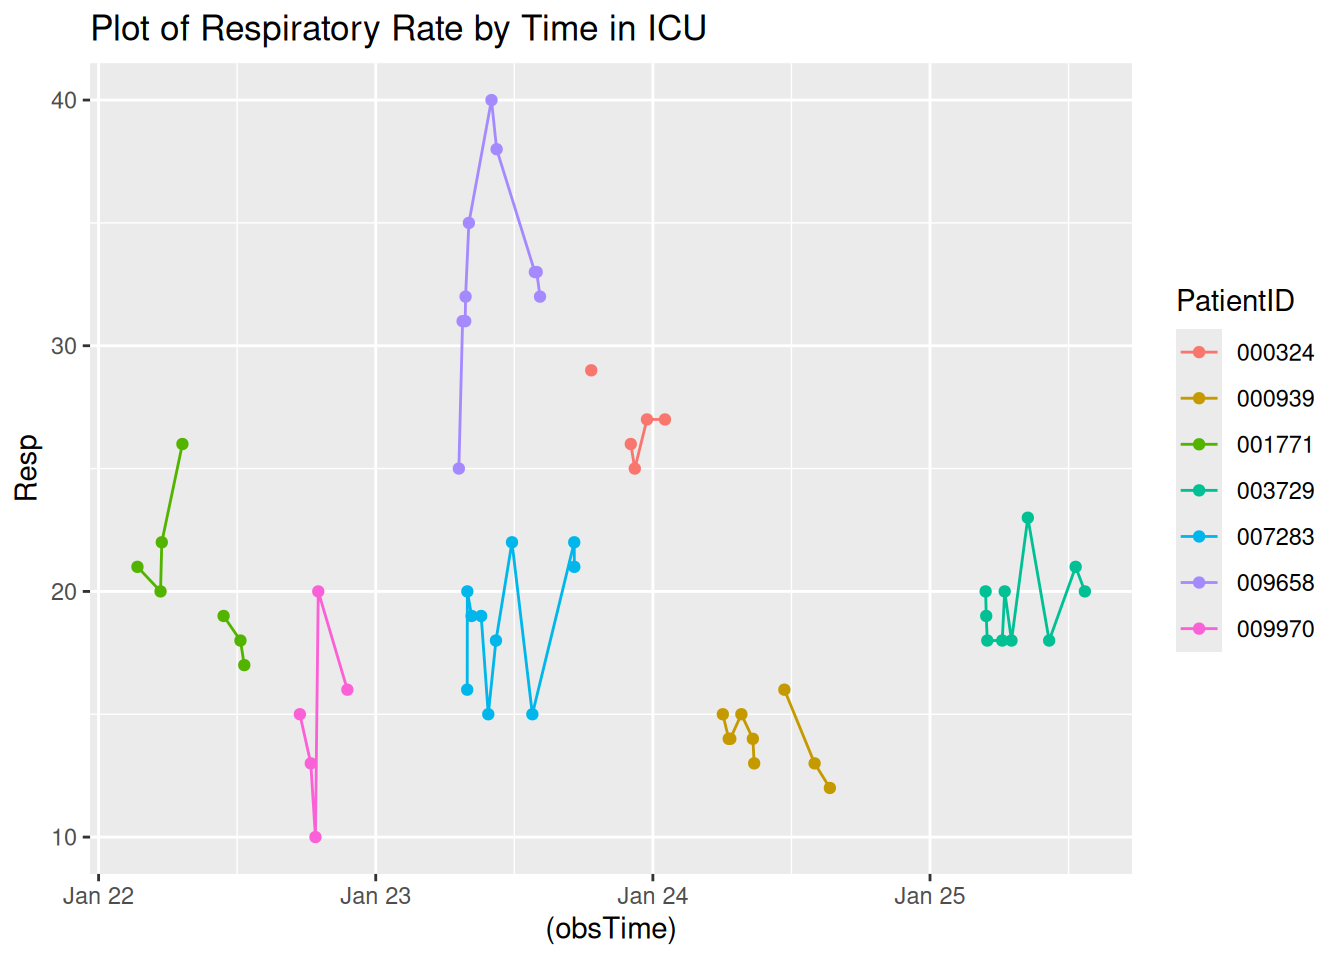 Plot of Respiratory Rate by Time in ICU
40
30
20
10
Resp
Jan 22
Jan 23
Jan 24
Jan 25
(obsTime)
PatientID
000324
000939
001771
003729
007283
009658
009970